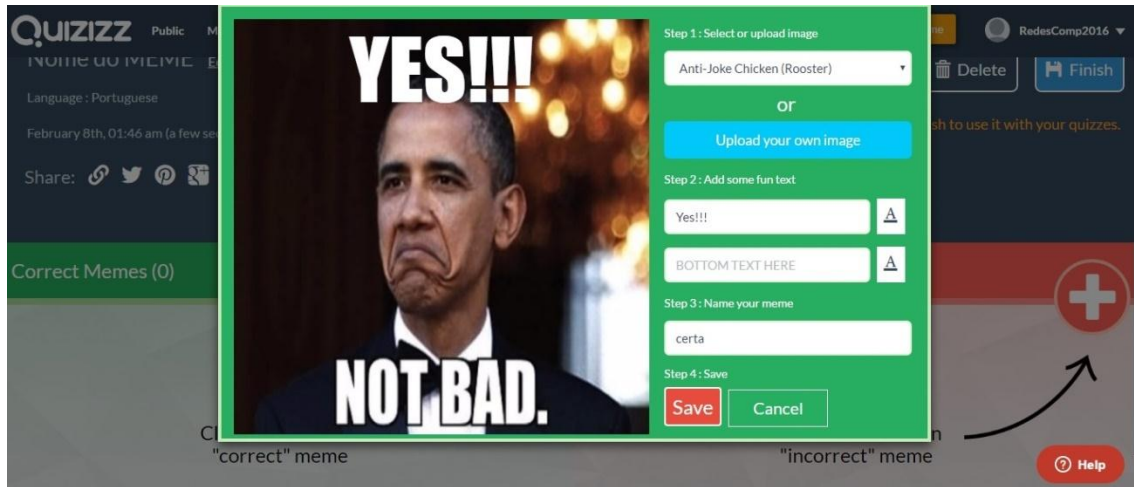 QUIZIZZ
Public
RedesComp2016
Nome do MEME
Language : Portuguese
February 8th, 01:46 am (a few
Share:
Delete
Finish
sh to use it with your quizzes.
Correct Memes (0)
"correct" meme
"incorrect" meme
YES!!!
NOT BAD.
Step 1 : Select or upload image
Anti-Joke Chicken (Rooster)
or
Upload your own image
Step 2 : Add some fun text
Yes!!!
A
BOTTOM TEXT HERE
A
Step 3 : Name your meme
certa
Step 4 : Save
Save
Cancel
Help